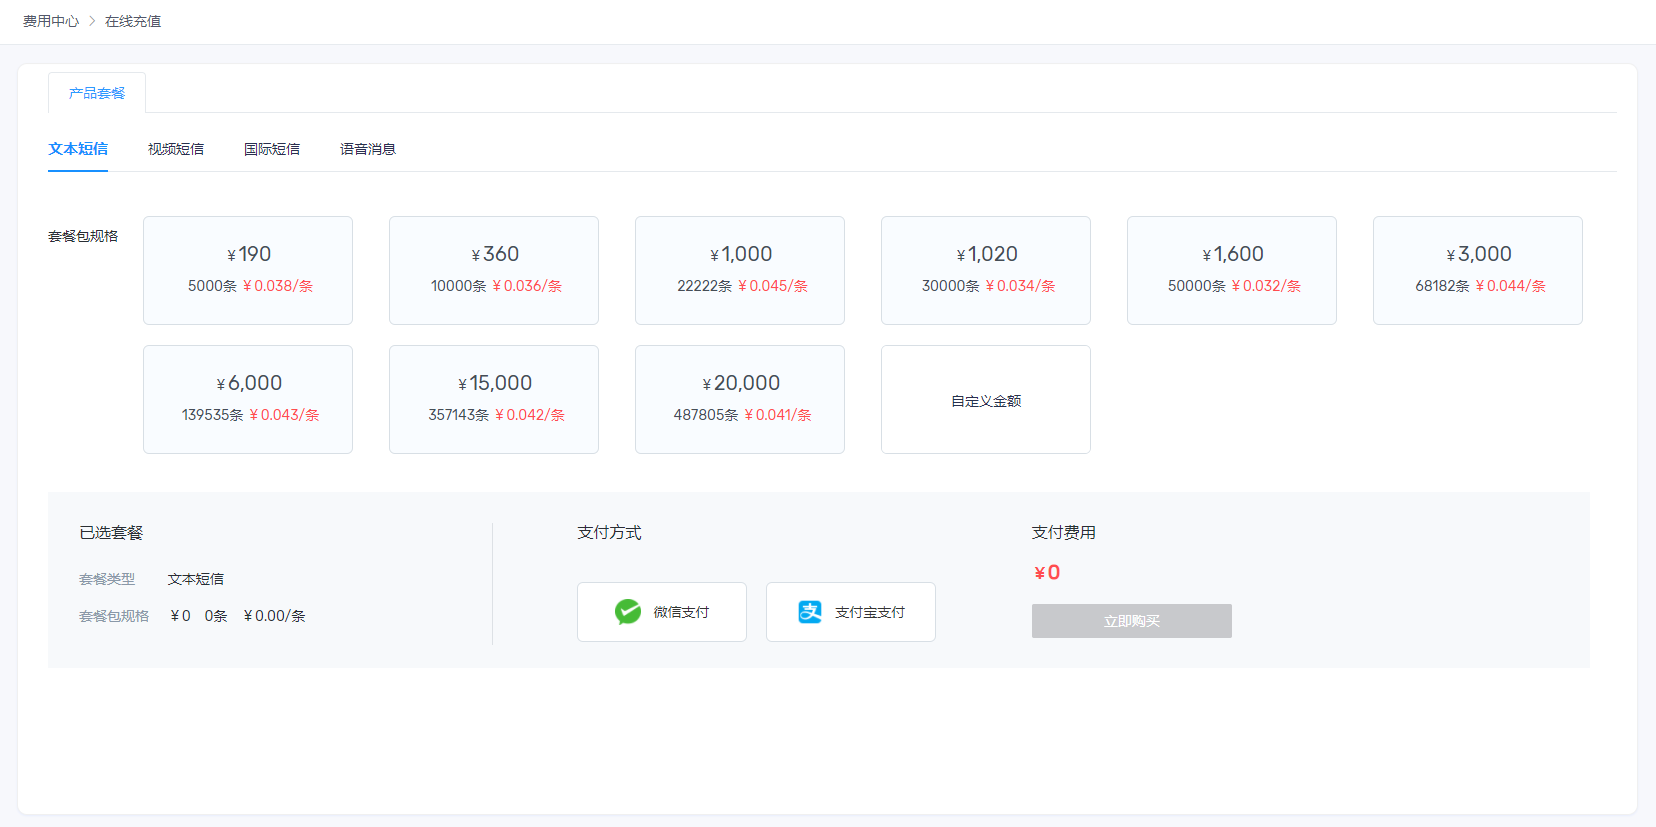 费用中心 > 在线充值
产品套餐
文本短信 视频短信 国际短信 语音消息
套餐包规格
¥190
5000条 ¥0.038/条
¥360
10000条 ¥0.036/条
¥1,000
22222条 ¥0.045/条
¥1,020
30000条 ¥0.034/条
¥1,600
50000条 ¥0.032/条
¥3,000
68182条 ¥0.044/条
¥6,000
139535条 ¥0.043/条
¥15,000
357143条 ¥0.042/条
¥20,000
487805条 ¥0.041/条
自定义金额
已选套餐
套餐类型 文本短信
套餐包规格 ¥0 0条 ¥0.00/条
支付方式
微信支付
支付宝支付
支付费用
¥0
立即购买